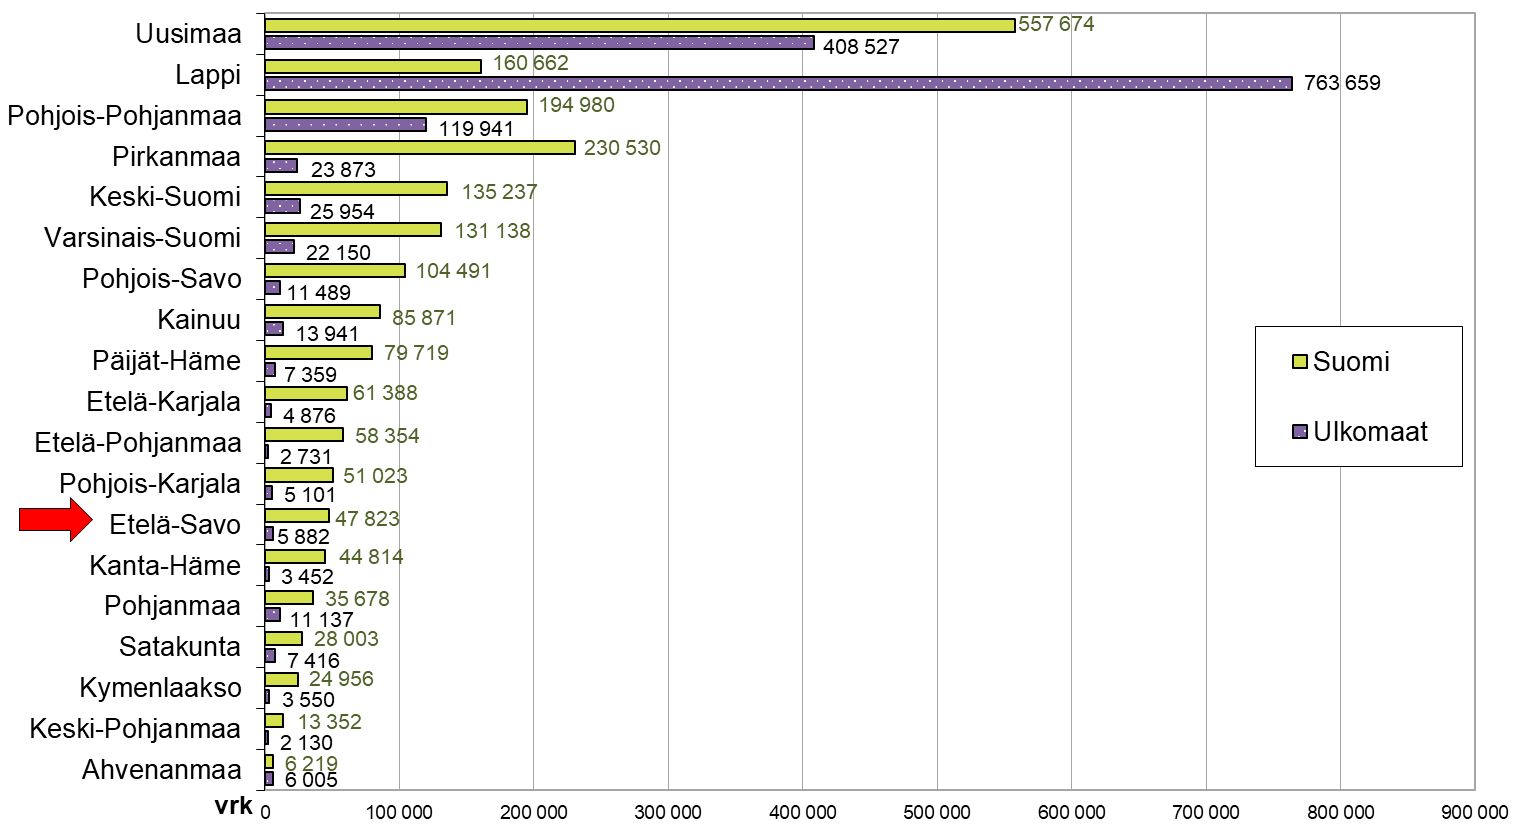 Uusimaa 557 674
408 527
Lappi 160 662
763 659
Pohjois-Pohjanmaa 194 980
119 941
Pirkanmaa 230 530
23 873
Keski-Suomi 135 237
25 954
Varsinais-Suomi 131 138
22 150
Pohjois-Savo 104 491
11 489
Kainuu 85 871
13 941
Päijät-Häme 79 719
7 359
Etelä-Karjala 61 388
4 876
Etelä-Pohjanmaa 58 354
2 731
Pohjois-Karjala 51 023
5 101
Etelä-Savo 47 823
5 882
Kanta-Häme 44 814
3 452
Pohjanmaa 35 678
11 137
Satakunta 28 003
7 416
Kymenlaakso 24 956
3 550
Keski-Pohjanmaa 13 352
2 130
Ahvenanmaa 6 219
6 005
Suomi
Ulkomaat
vrk 0 100 000 200 000 300 000 400 000 500 000 600 000 700 000 800 000 900 000